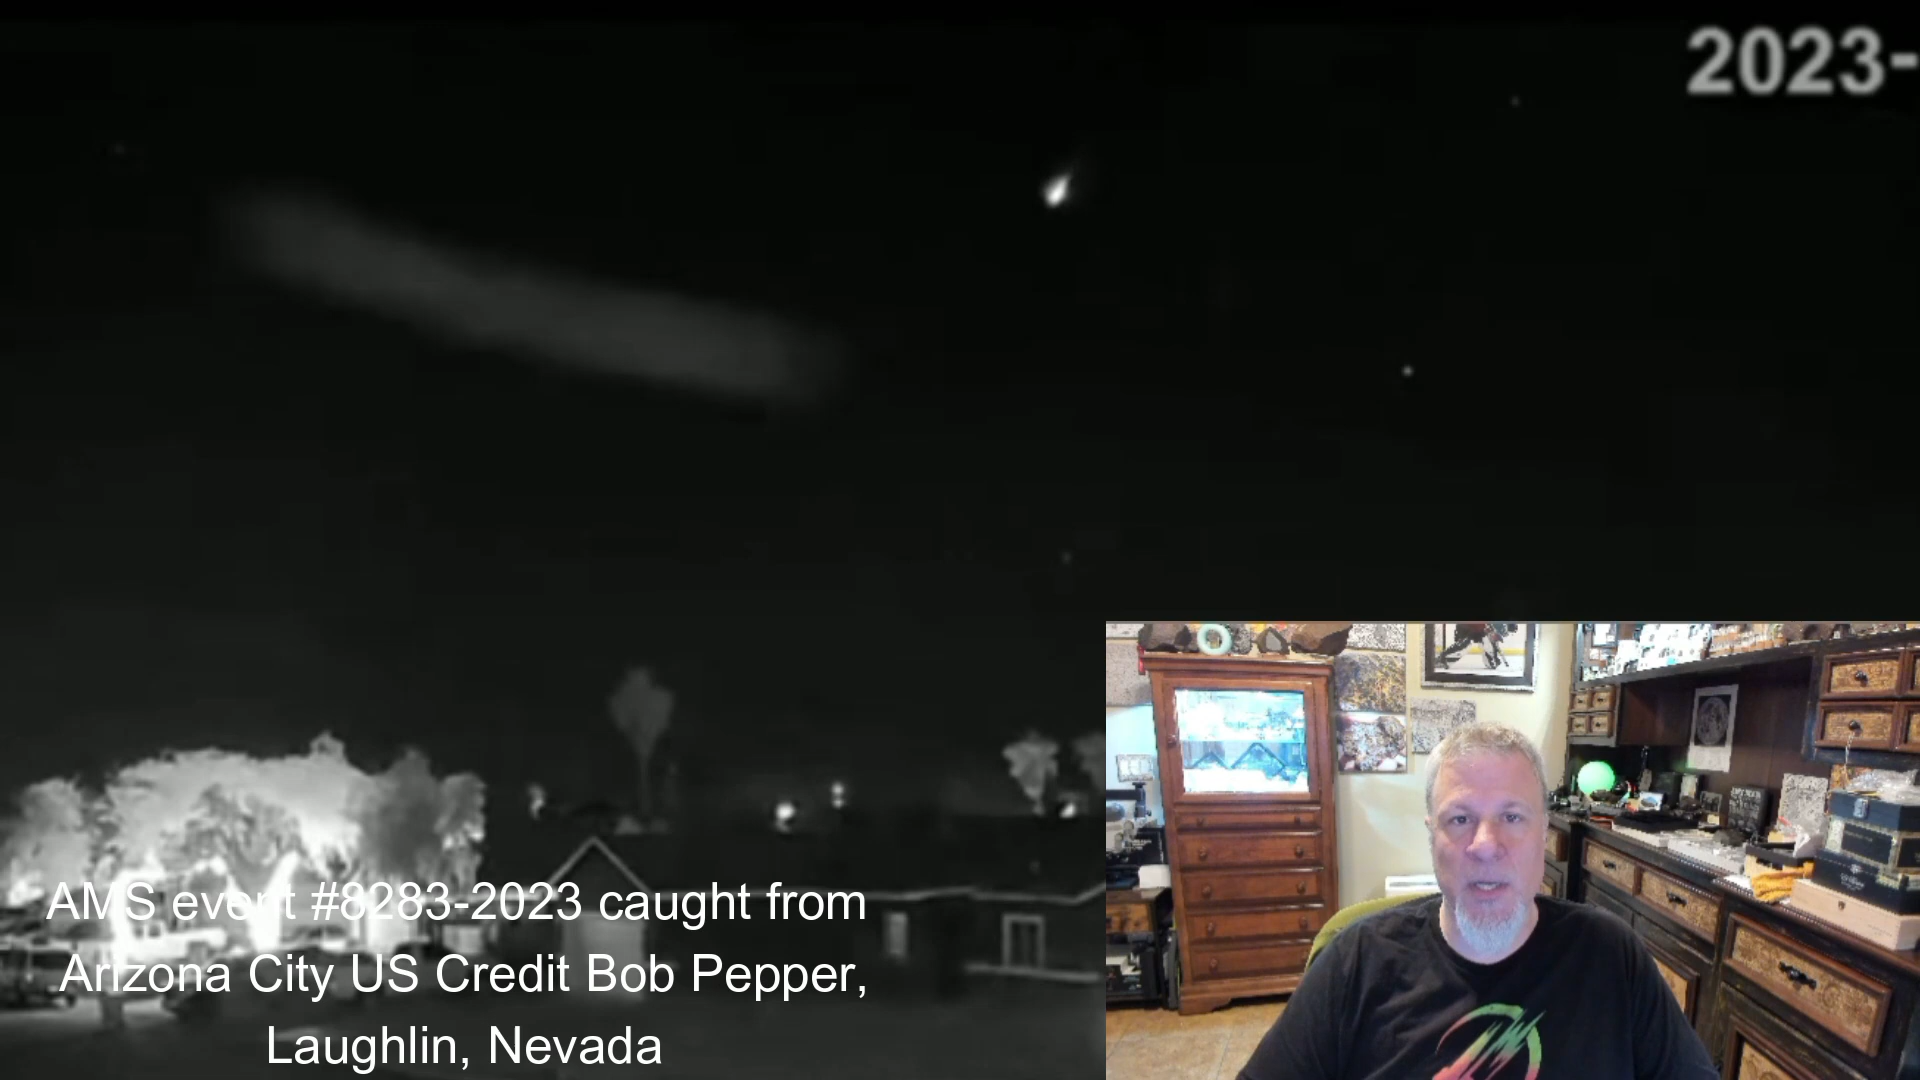 2023-
AMS event #8283-2023 caught from
Arizona City US Credit Bob Pepper,
Laughlin, Nevada